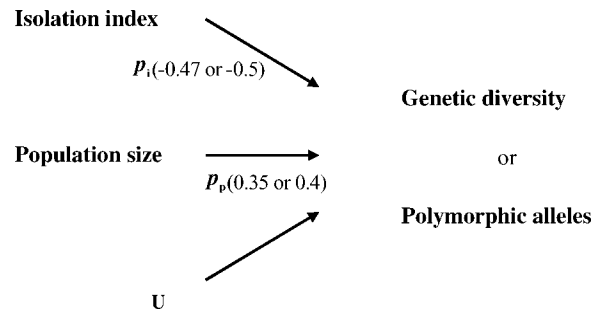 Isolation index
pi(-0.47 or -0.5)
Genetic diversity
Population size
or
pp(0.35 or 0.4)
Polymorphic alleles
U